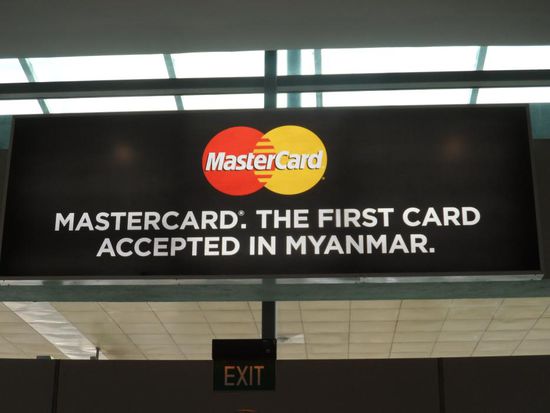 MasterCard
MASTERCARD®. THE FIRST CARD
ACCEPTED IN MYANMAR.
EXIT